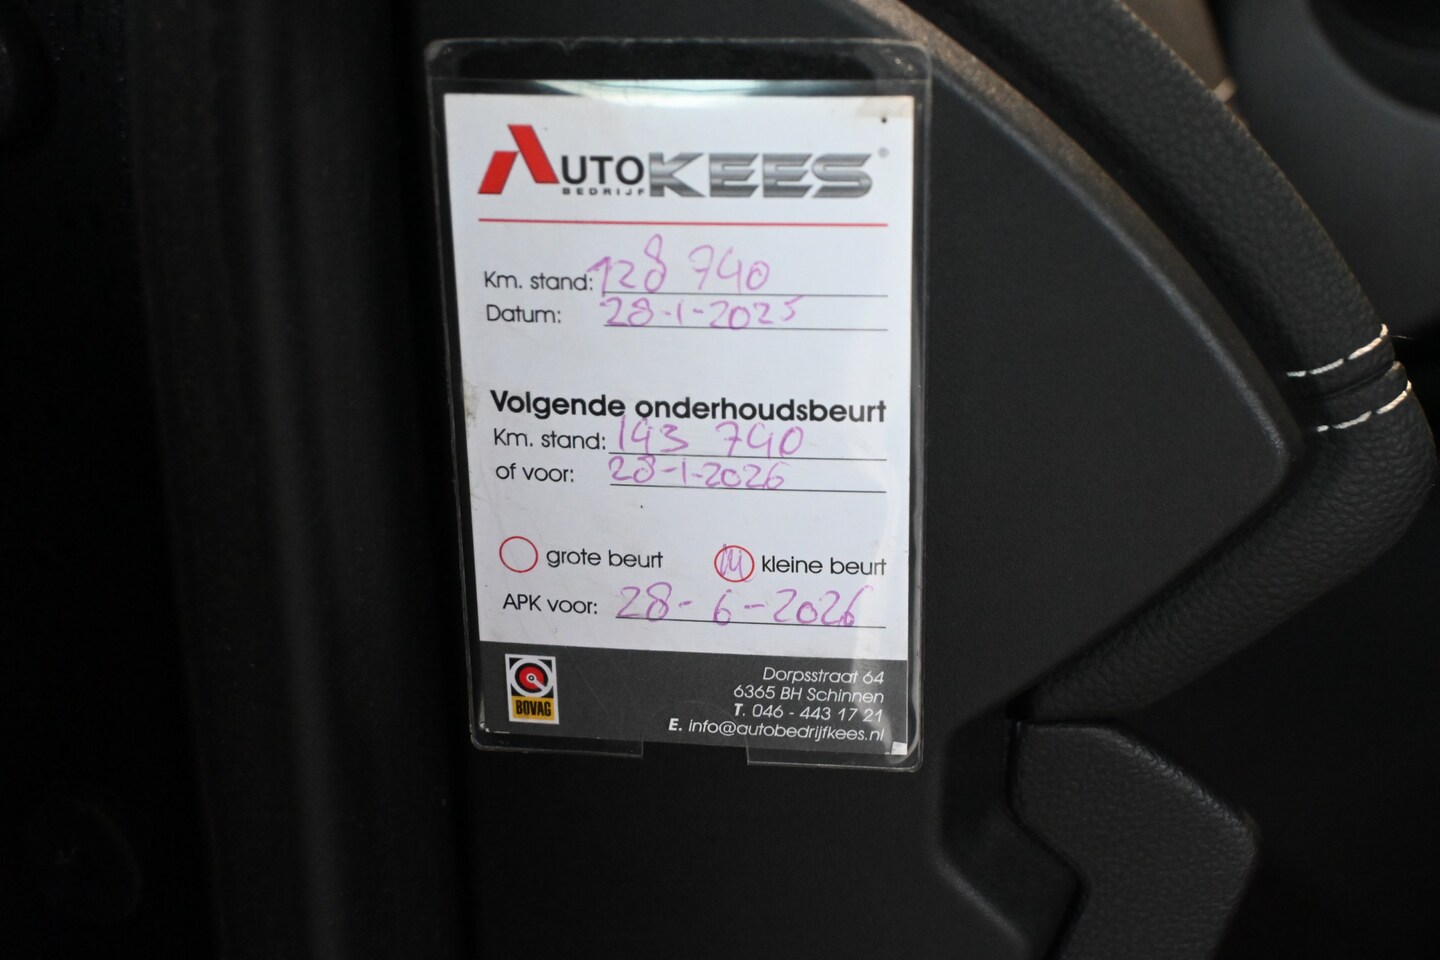 AUTO KEES®
BEDRIJF
Km. stand: 128 740
Datum: 28-1-2025
Volgende onderhoudsbeurt
Km. stand: 143 740
of voor: 28-1-2026
grote beurt kleine beurt
APK voor: 28-6-2026
BOVAG
Dorpsstraat 64
6365 BH Schinnen
T. 046 - 443 17 21
E. info@autobedrijfkees.nl